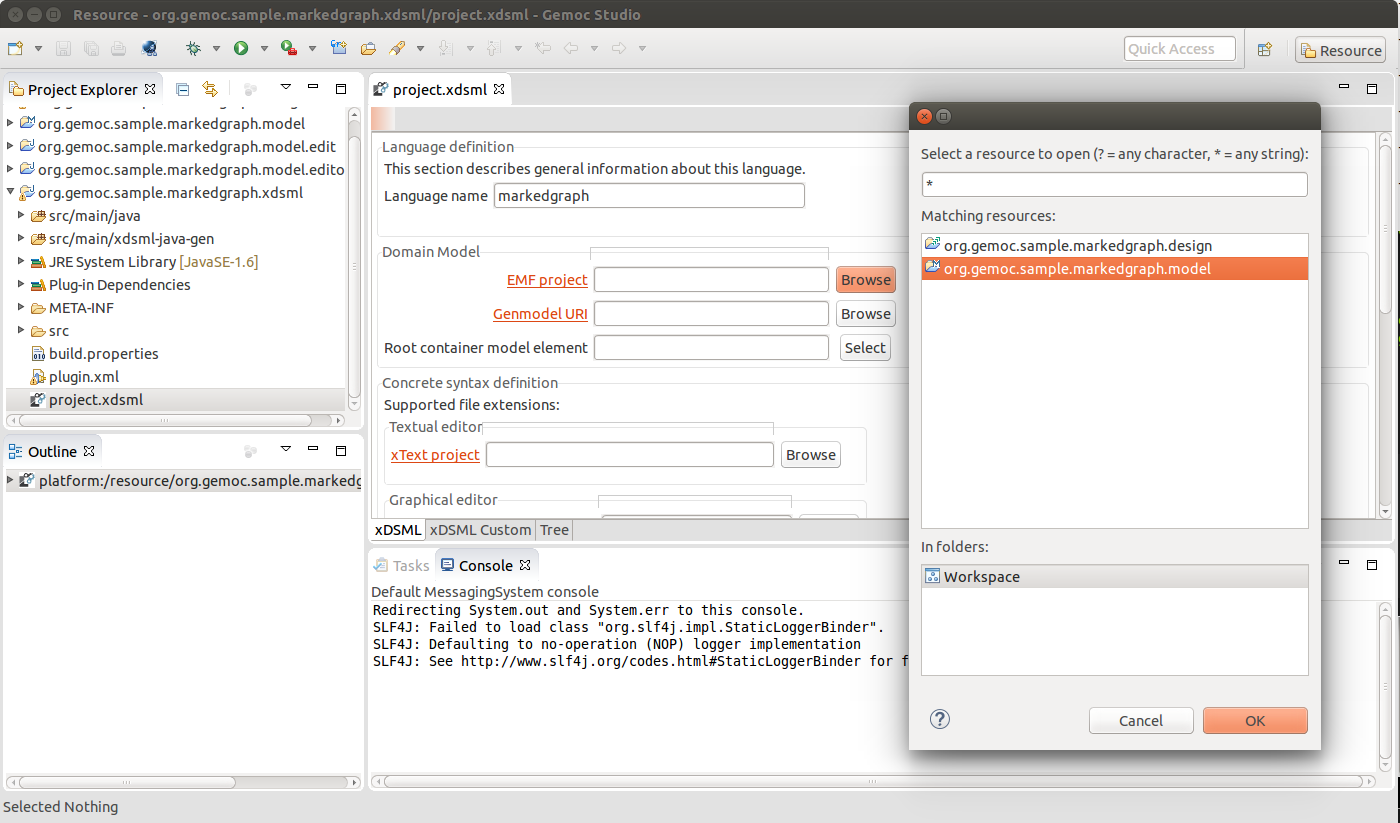 Resource - org.gemoc.sample.markedgraph.xdsml/project.xdsml - Gemoc Studio
Quick Access
Resource
Project Explorer
org.gemoc.sample.markedgraph.model
org.gemoc.sample.markedgraph.model.edit
org.gemoc.sample.markedgraph.model.edito
org.gemoc.sample.markedgraph.xdsml
src/main/java
src/main/xdsml-java-gen
JRE System Library [JavaSE-1.6]
Plug-in Dependencies
META-INF
src
build.properties
plugin.xml
project.xdsml
Outline
platform:/resource/org.gemoc.sample.markedg
project.xdsml
Language definition
This section describes general information about this language.
Language name markedgraph
Domain Model
EMF project Browse
Genmodel URI Browse
Root container model element Select
Concrete syntax definition
Supported file extensions:
Textual editor
xText project Browse
Graphical editor
xDSML xDSML Custom Tree
Tasks Console
Default MessagingSystem console
Redirecting System.out and System.err to this console.
SLF4J: Failed to load class "org.slf4j.impl.StaticLoggerBinder".
SLF4J: Defaulting to no-operation (NOP) logger implementation
SLF4J: See http://www.slf4j.org/codes.html#StaticLoggerBinder for f
Select a resource to open (? = any character, * = any string):
*
Matching resources:
org.gemoc.sample.markedgraph.design
org.gemoc.sample.markedgraph.model
In folders:
Workspace
Cancel OK
Selected Nothing